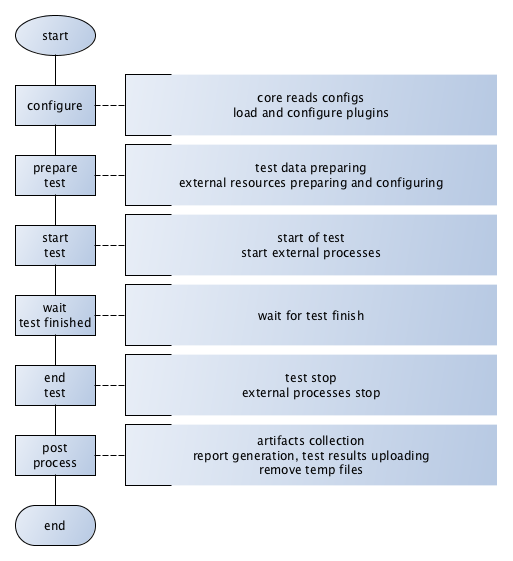 start
configure
core reads configs
load and configure plugins
prepare
test
test data preparing
external resources preparing and configuring
start
test
start of test
start external processes
wait
test finished
wait for test finish
end
test
test stop
external processes stop
post
process
artifacts collection
report generation, test results uploading
remove temp files
end